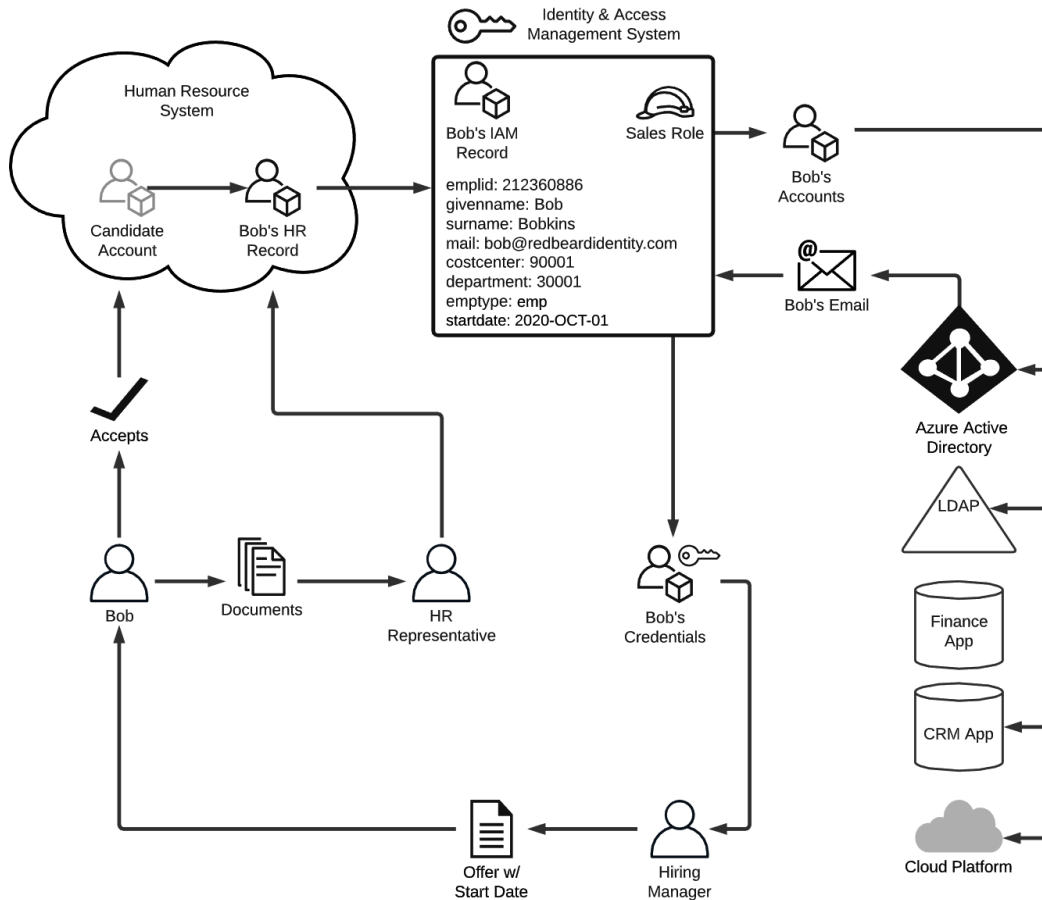 Identity & Access
Management System
Human Resource
System
Candidate
Account
Bob's HR
Record
Bob's IAM
Record
Sales Role
emplid: 212360886
givenname: Bob
surname: Bobkins
mail: bob@redbeardidentity.com
costcenter: 90001
department: 30001
emptype: emp
startdate: 2020-OCT-01
Bob's
Accounts
@
Bob's Email
Azure Active
Directory
Accepts
LDAP
Bob
Documents
HR
Representative
Bob's
Credentials
Finance
App
CRM App
Offer w/
Start Date
Hiring
Manager
Cloud Platform